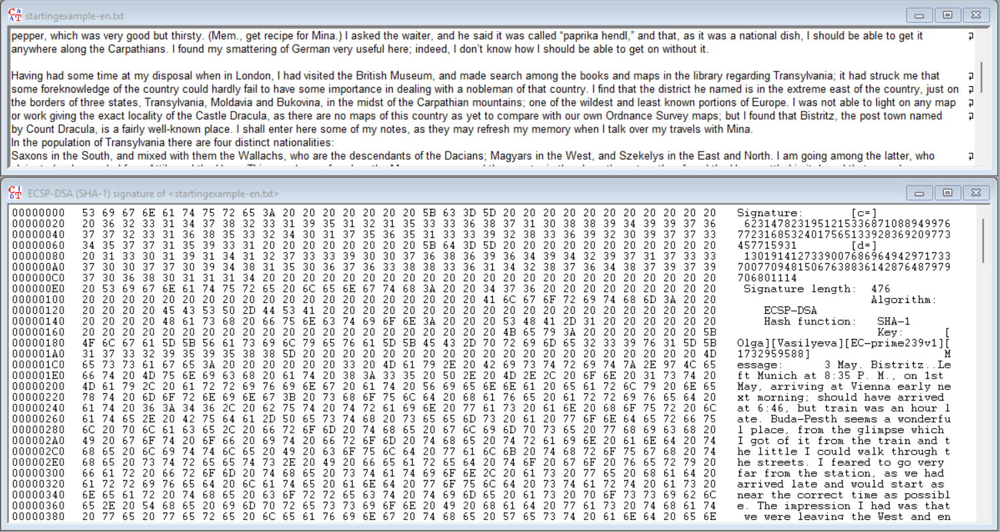 startingexample-en.txt
pepper, which was very good but thirsty. (Mem., get recipe for Mina.) I asked the waiter, and he said it was called “paprika hendl,” and that, as it was a national dish, I should be able to get it
anywhere along the Carpathians. I found my smattering of German very useful here; indeed, I don’t know how I should be able to get on without it.
Having had some time at my disposal when in London, I had visited the British Museum, and made search among the books and maps in the library regarding Transylvania; it had struck me that
some foreknowledge of the country could hardly fail to have some importance in dealing with a nobleman of that country. I find that the district he named is in the extreme east of the country, just on
the borders of three states, Transylvania, Moldavia and Bukovina, in the midst of the Carpathian mountains; one of the wildest and least known portions of Europe. I was not able to light on any map
or work giving the exact locality of the Castle Dracula, as there are no maps of this country as yet to compare with our own Ordnance Survey maps; but I found that Bistritz, the post town named
by Count Dracula, is a fairly well-known place. I shall enter here some of my notes, as they may refresh my memory when I talk over my travels with Mina.
In the population of Transylvania there are four distinct nationalities:
Saxons in the South, and mixed with them the Wallachs, who are the descendants of the Dacians; Magyars in the West, and Szekelys in the East and North. I am going among the latter, who
ECSP-DSA (SHA-1) signature of <startingexample-en.txt>
00000000 53 69 67 6E 61 74 75 72 65 3A 20 20 20 20 20 20 20 5B 63 3D 5D 20 20 20 20 20 20 20 20 20 20 20 Signature: [c=]
00000020 20 36 32 33 31 34 37 38 32 33 31 39 35 31 32 31 35 33 33 36 38 37 31 30 38 38 39 34 39 39 37 36 6231478231951215336871088949976
00000040 37 37 32 33 31 36 38 35 33 32 34 30 31 37 35 36 35 31 33 33 39 32 38 33 36 39 32 30 39 37 37 33 77231685324017565133928369209773
00000060 34 35 37 37 31 35 39 33 31 20 20 20 20 20 20 20 20 5B 64 3D 5D 20 20 20 20 20 20 20 20 20 20 20 457715931 [d=]
00000080 20 31 33 30 31 39 31 34 31 32 37 33 33 39 30 30 37 36 38 36 39 36 34 39 34 32 39 37 31 37 33 33 1301914127339007686964942971733
000000A0 37 30 30 37 37 30 39 34 38 31 35 30 36 37 36 33 38 38 33 36 31 34 32 38 37 36 34 38 37 39 37 39 70077094815067638836142876487979
000000C0 37 30 36 38 30 31 31 31 34 20 20 20 20 20 20 20 20 20 20 20 20 20 20 20 20 20 20 20 20 20 20 20 706801114
000000E0 20 53 69 67 6E 61 74 75 72 65 20 6C 65 6E 67 74 68 3A 20 20 34 37 36 20 20 20 20 20 20 20 20 20 Signature length: 476
00000100 20 20 20 20 20 20 20 20 20 20 20 20 20 20 20 20 20 20 20 20 41 6C 67 6F 72 69 74 68 6D 3A 20 20 Algorithm:
00000120 20 20 20 20 45 43 53 50 2D 44 53 41 20 20 20 20 20 20 20 20 20 20 20 20 20 20 20 20 20 20 20 20 ECSP-DSA
00000140 20 20 20 20 48 61 73 68 20 66 75 6E 63 74 69 6F 6E 3A 20 20 20 53 48 41 2D 31 20 20 20 20 20 20 Hash function: SHA-1
00000160 20 20 20 20 20 20 20 20 20 20 20 20 20 20 20 20 20 20 20 20 20 4B 65 79 3A 20 20 20 20 20 20 5B Key: [
00000180 4F 6C 67 61 5D 5B 56 61 73 69 6C 79 65 76 61 5D 5B 45 43 2D 70 72 69 6D 65 32 33 39 76 31 5D 5B Olga][Vasilyeva][EC-prime239v1][
000001A0 31 37 33 32 39 35 39 35 38 38 5D 20 20 20 20 20 20 20 20 20 20 20 20 20 20 20 20 20 20 20 20 4D 1732959588] M
000001C0 65 73 73 61 67 65 3A 20 20 20 20 20 20 33 20 4D 61 79 2E 20 42 69 73 74 72 69 74 7A 2E 97 4C 65 essage: 3 May. Bistritz..Le
000001E0 66 74 20 4D 75 6E 69 63 68 20 61 74 20 38 3A 33 35 20 50 2E 20 4D 2E 2C 20 6F 6E 20 31 73 74 20 ft Munich at 8:35 P. M., on 1st
00000200 4D 61 79 2C 20 61 72 72 69 76 69 6E 67 20 61 74 20 56 69 65 6E 6E 61 20 65 61 72 6C 79 20 6E 65 May, arriving at Vienna early ne
00000220 78 74 20 6D 6F 72 6E 69 6E 67 3B 20 73 68 6F 75 6C 64 20 68 61 76 65 20 61 72 72 69 76 65 64 20 xt morning; should have arrived
00000240 61 74 20 36 3A 34 36 2C 20 62 75 74 20 74 72 61 69 6E 20 77 61 73 20 61 6E 20 68 6F 75 72 20 6C at 6:46, but train was an hour l
00000260 61 74 65 2E 20 42 75 64 61 2D 50 65 73 74 68 20 73 65 65 6D 73 20 61 20 77 6F 6E 64 65 72 66 75 ate. Buda-Pesth seems a wonderfu
00000280 6C 20 70 6C 61 63 65 2C 20 66 72 6F 6D 20 74 68 65 20 67 6C 69 6D 70 73 65 20 77 68 69 63 68 20 l place, from the glimpse which
000002A0 49 20 67 6F 74 20 6F 66 20 69 74 20 66 72 6F 6D 20 74 68 65 20 74 72 61 69 6E 20 61 6E 64 20 74 I got of it from the train and t
000002C0 68 65 20 6C 69 74 74 6C 65 20 49 20 63 6F 75 6C 64 20 77 61 6C 6B 20 74 68 72 6F 75 67 68 20 74 he little I could walk through t
000002E0 68 65 20 73 74 72 65 65 74 73 2E 20 49 20 66 65 61 72 65 64 20 74 6F 20 67 6F 20 76 65 72 79 20 he streets. I feared to go very
00000300 66 61 72 20 66 72 6F 6D 20 74 68 65 20 73 74 61 74 69 6F 6E 2C 20 61 73 20 77 65 20 68 61 64 20 far from the station, as we had
00000320 61 72 72 69 76 65 64 20 6C 61 74 65 20 61 6E 64 20 77 6F 75 6C 64 20 73 74 61 72 74 20 61 73 20 arrived late and would start as
00000340 6E 65 61 72 20 74 68 65 20 63 6F 72 72 65 63 74 20 74 69 6D 65 20 61 73 20 70 6F 73 73 69 62 6C near the correct time as possibl
00000360 65 2E 20 54 68 65 20 69 6D 70 72 65 73 73 69 6F 6E 20 49 20 68 61 64 20 77 61 73 20 74 68 61 74 e. The impression I had was that
00000380 20 77 65 20 77 65 72 65 20 6C 65 61 76 69 6E 67 20 74 68 65 20 57 65 73 74 20 61 6E 64 20 65 6E we were leaving the West and en